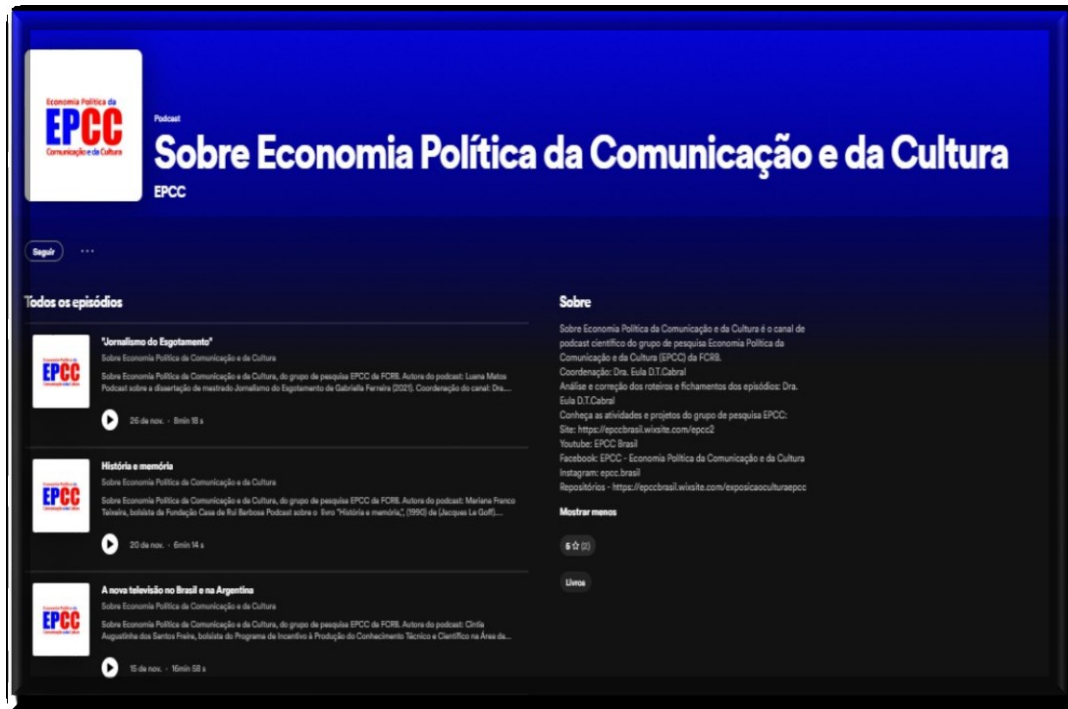 Economia Política da
EPCC
Comunicação e da Cultura
Podcast
Sobre Economia Política da Comunicação e da Cultura
EPCC
Seguir
Todos os episódios
EPCC
"Jornalismo do Esgotamento"
Sobre Economia Política da Comunicação e da Cultura
Sobre Economia Política da Comunicação e da Cultura, do grupo de pesquisa EPCC da FCRB. Autora do podcast: Luana Matos
Podcast sobre a dissertação de mestrado Jornalismo do Esgotamento de Gabriella Ferreira (2021). Coordenação do canal: Dra....
26 de nov. · 8min 18 s
EPCC
História e memória
Sobre Economia Política da Comunicação e da Cultura
Sobre Economia Política da Comunicação e da Cultura, do grupo de pesquisa EPCC da FCRB. Autora do podcast: Mariana Franco
Teixeira, bolsista da Fundação Casa de Rui Barbosa Podcast sobre o livro "História e memória,", (1990) de (Jacques Le Goff)....
20 de nov. · 6min 14 s
EPCC
A nova televisão no Brasil e na Argentina
Sobre Economia Política da Comunicação e da Cultura
Sobre Economia Política da Comunicação e da Cultura, do grupo de pesquisa EPCC da FCRB. Autora do podcast: Cintia
Augustinha dos Santos Freire, bolsista do Programa de Incentivo à Produção do Conhecimento Técnico e Científico na Área da...
15 de nov. · 16min 58 s
Sobre
Sobre Economia Política da Comunicação e da Cultura é o canal de
podcast científico do grupo de pesquisa Economia Política da
Comunicação e da Cultura (EPCC) da FCRB.
Coordenação: Dra. Eula D.T.Cabral
Análise e correção dos roteiros e fichamentos dos episódios: Dra.
Eula D.T.Cabral
Conheça as atividades e projetos do grupo de pesquisa EPCC:
Site: https://epccbrasil.wixsite.com/epcc2
Youtube: EPCC Brasil
Facebook: EPCC - Economia Política da Comunicação e da Cultura
Instagram: epcc.brasil
Repositórios - https://epccbrasil.wixsite.com/exposicaoculturaepcc
Mostrar menos
5 ☆ (2)
Livros